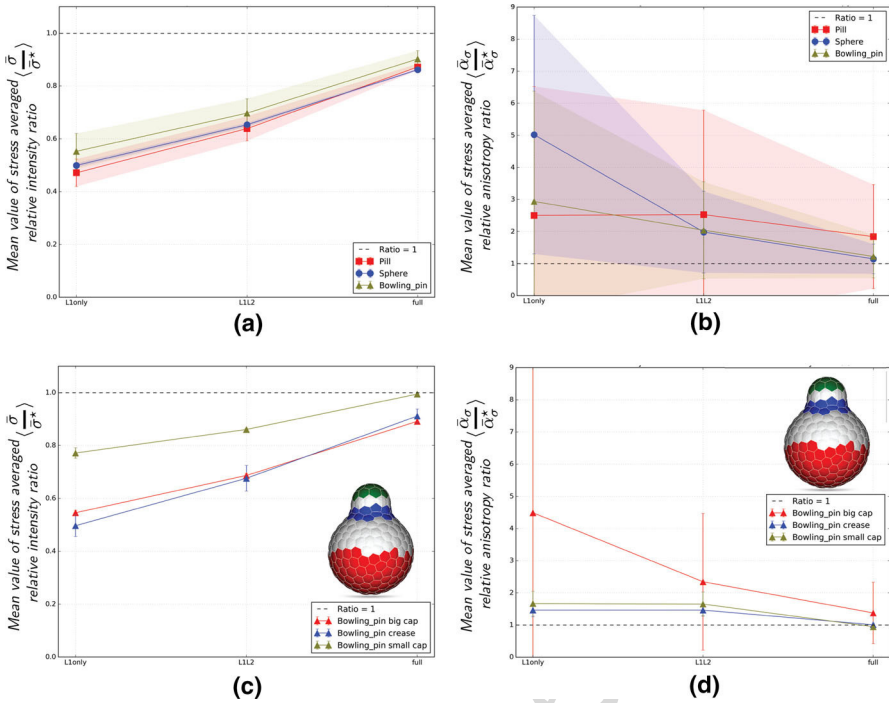 Mean value of stress averaged
relative intensity ratio ⟨σ̄/σ̄*⟩
1.0
0.8
0.6
0.4
0.2
0.0
Ratio = 1
Pill
Sphere
Bowling_pin
L1only
L1L2
full
(a)
Mean value of stress averaged
relative anisotropy ratio ⟨ᾱσ/ᾱ*σ⟩
9
8
7
6
5
4
3
2
1
0
Ratio = 1
Pill
Sphere
Bowling_pin
L1only
L1L2
full
(b)
Mean value of stress averaged
relative intensity ratio ⟨σ̄/σ̄*⟩
1.0
0.8
0.6
0.4
0.2
0.0
Ratio = 1
Bowling_pin big cap
Bowling_pin crease
Bowling_pin small cap
L1only
L1L2
full
(c)
Mean value of stress averaged
relative anisotropy ratio ⟨ᾱσ/ᾱ*σ⟩
9
8
7
6
5
4
3
2
1
0
Ratio = 1
Bowling_pin big cap
Bowling_pin crease
Bowling_pin small cap
L1only
L1L2
full
(d)